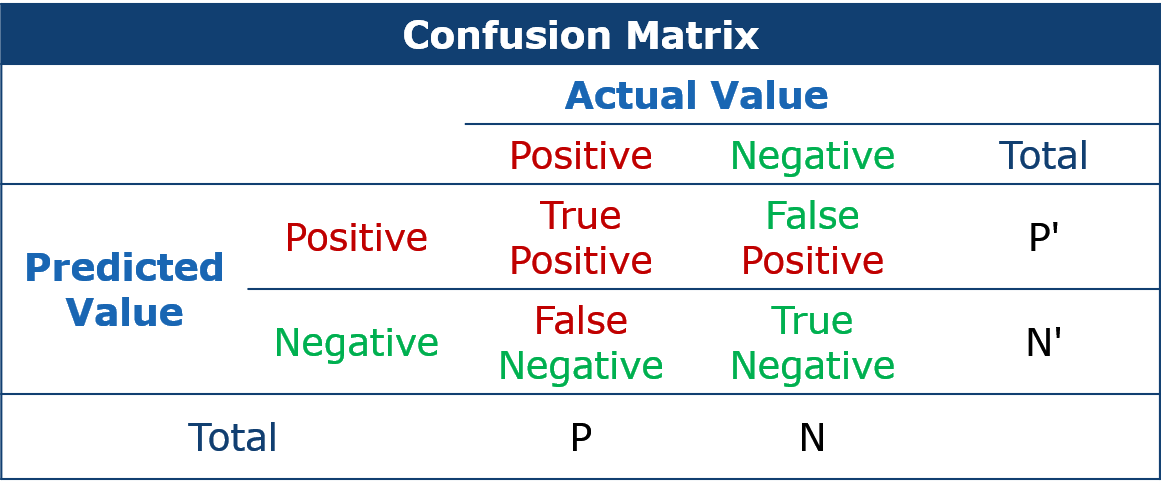 Confusion Matrix
Actual Value
Positive Negative Total
Predicted Value
Positive
True Positive
False Positive
P'
Negative
False Negative
True Negative
N'
Total P N